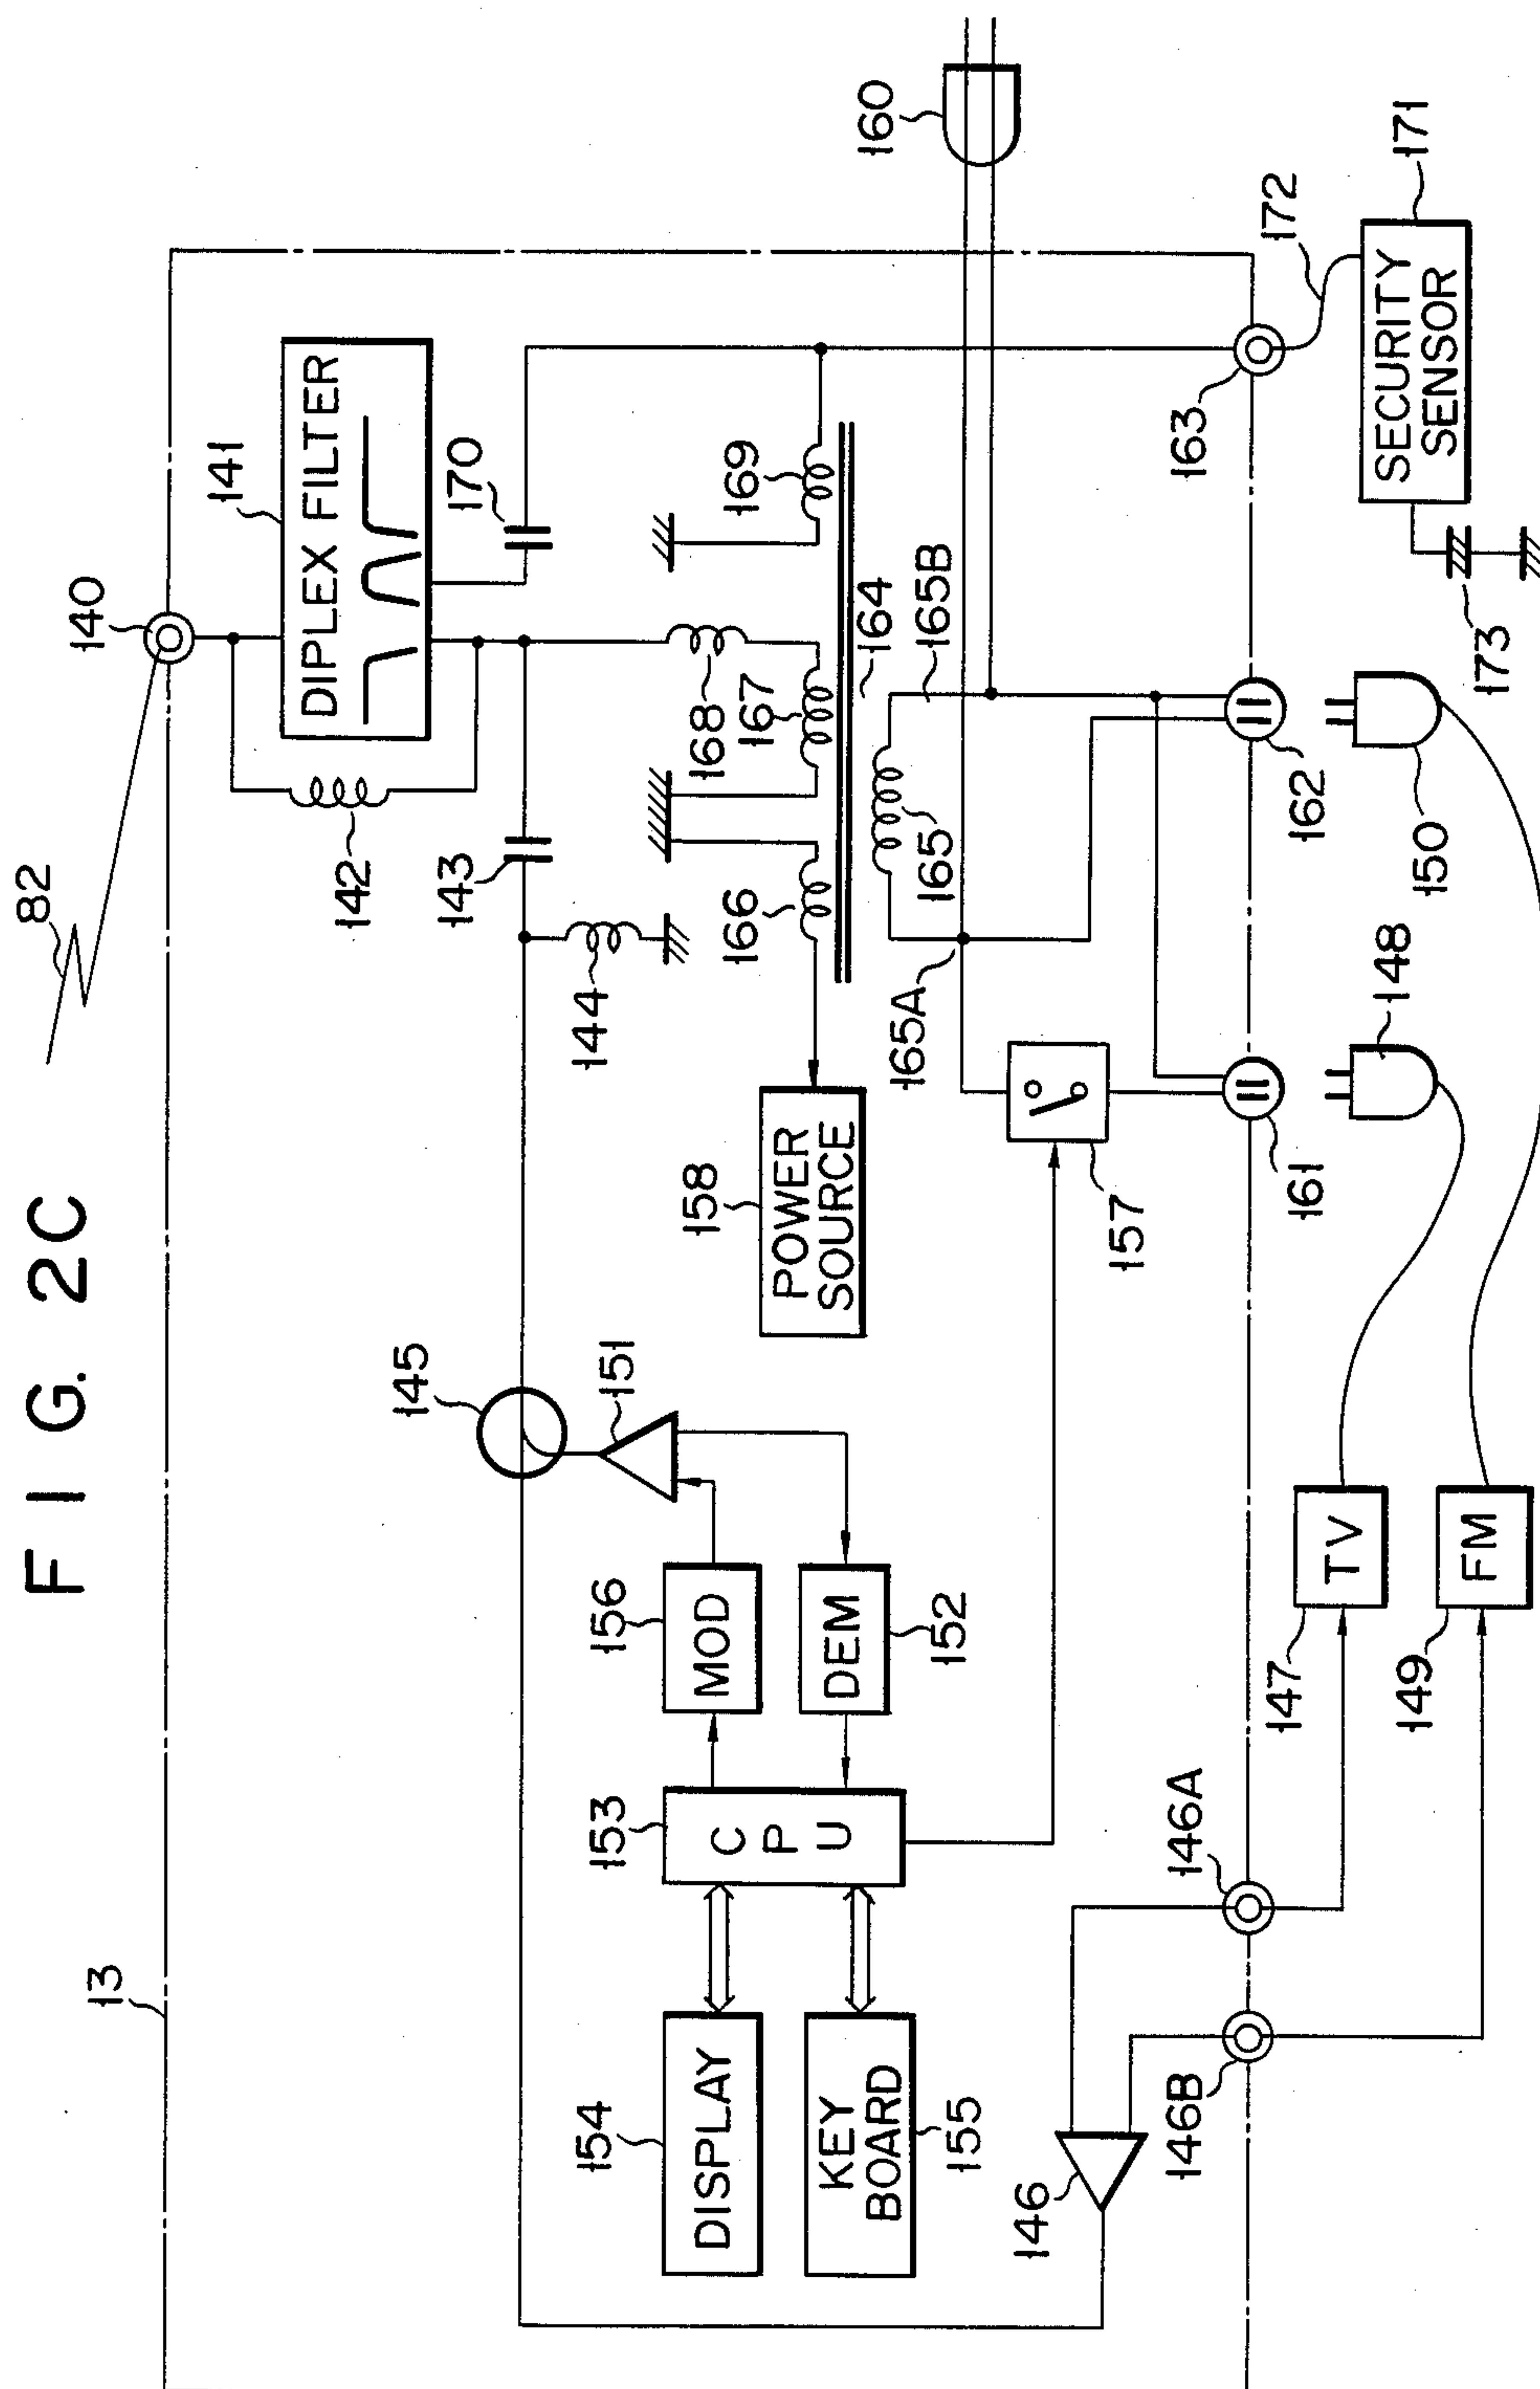 FIG. 2C
13
82
140
DIPLEX FILTER
141
142
143
170
144
145
151
169
168
167
166
164
165
165A
165B
160
POWER
SOURCE
158
157
MOD
156
DEM
152
C
P
U
153
DISPLAY
154
KEY
BOARD
155
146
146A
146B
161
162
163
172
SECURITY
SENSOR
171
173
148
150
TV
147
FM
149